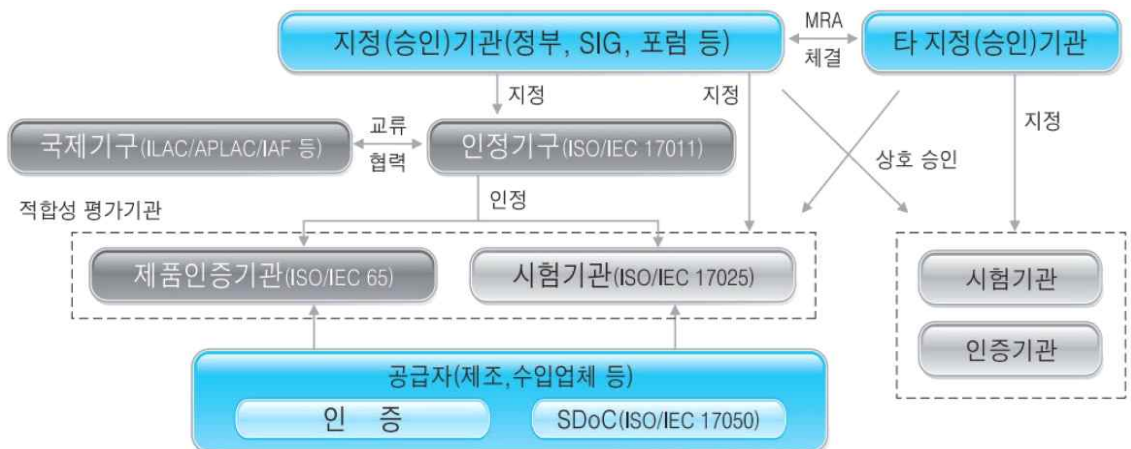 지정(승인)기관(정부, SIG, 포럼 등)
MRA
체결
타 지정(승인)기관
지정
지정
지정
국제기구(ILAC/APLAC/IAF 등)
교류
협력
인정기구(ISO/IEC 17011)
상호 승인
인정
적합성 평가기관
제품인증기관(ISO/IEC 65)
시험기관(ISO/IEC 17025)
시험기관
인증기관
공급자(제조,수입업체 등)
인 증
SDoC(ISO/IEC 17050)